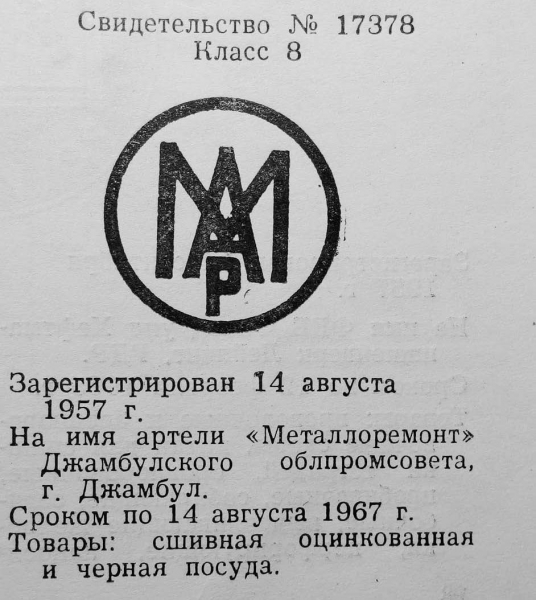 Свидетельство № 17378
Класс 8
МАР
Зарегистрирован 14 августа
1957 г.
На имя артели «Металлоремонт»
Джамбулского облпромсовета,
г. Джамбул.
Сроком по 14 августа 1967 г.
Товары: сшивная оцинкованная
и черная посуда.